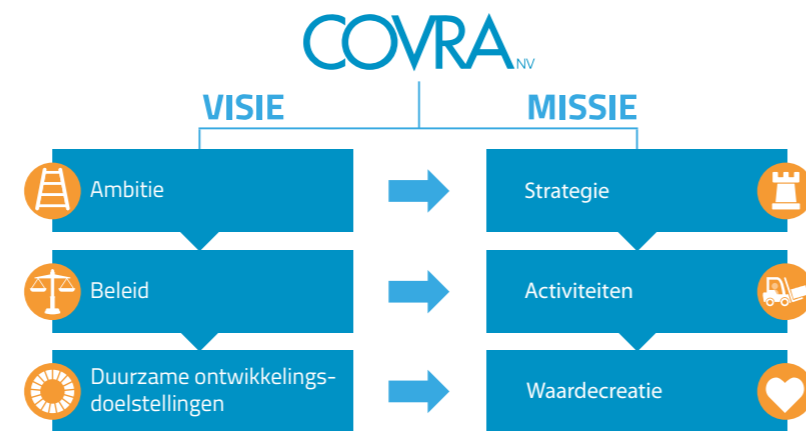 COVRA NV
VISIE
MISSIE
Ambitie
Strategie
Beleid
Activiteiten
Duurzame ontwikkelings-
doelstellingen
Waardecreatie